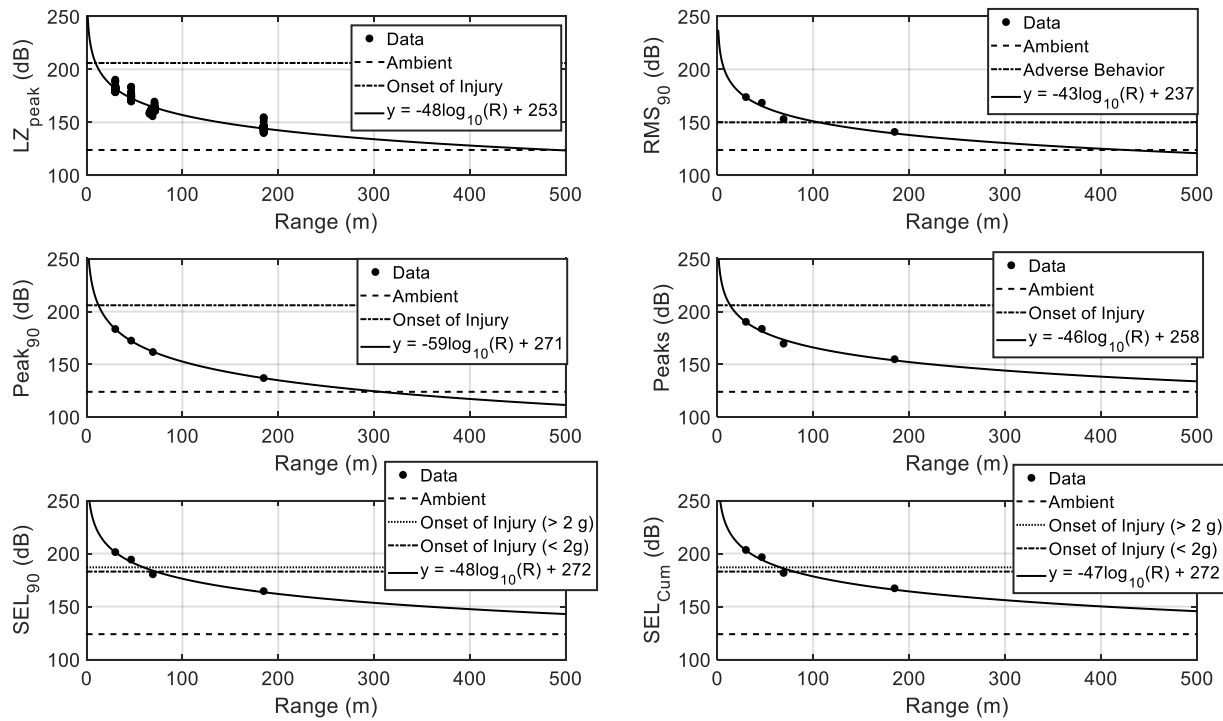 250
200
150
100
LZpeak (dB)
0 100 200 300 400 500
Range (m)
Data
Ambient
Onset of Injury
y = -48log10(R) + 253
250
200
150
100
RMS90 (dB)
0 100 200 300 400 500
Range (m)
Data
Ambient
Adverse Behavior
y = -43log10(R) + 237
250
200
150
100
Peak90 (dB)
0 100 200 300 400 500
Range (m)
Data
Ambient
Onset of Injury
y = -59log10(R) + 271
250
200
150
100
Peaks (dB)
0 100 200 300 400 500
Range (m)
Data
Ambient
Onset of Injury
y = -46log10(R) + 258
250
200
150
100
SEL90 (dB)
0 100 200 300 400 500
Range (m)
Data
Ambient
Onset of Injury (> 2 g)
Onset of Injury (< 2g)
y = -48log10(R) + 272
250
200
150
100
SELCum (dB)
0 100 200 300 400 500
Range (m)
Data
Ambient
Onset of Injury (> 2 g)
Onset of Injury (< 2g)
y = -47log10(R) + 272